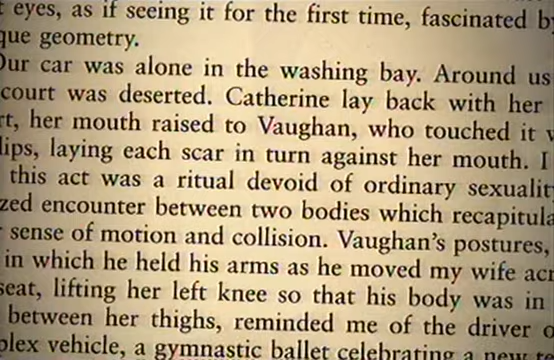 eyes, as if seeing it for the first time, fascinated
que geometry.
Our car was alone in the washing bay. Around us
court was deserted. Catherine lay back with her
rt, her mouth raised to Vaughan, who touched it
lips, laying each scar in turn against her mouth. I
this act was a ritual devoid of ordinary sexualit
zed encounter between two bodies which recapitula
sense of motion and collision. Vaughan's postures,
in which he held his arms as he moved my wife acr
seat, lifting her left knee so that his body was in
between her thighs, reminded me of the driver
plex vehicle, a gymnastic ballet celebrating a new